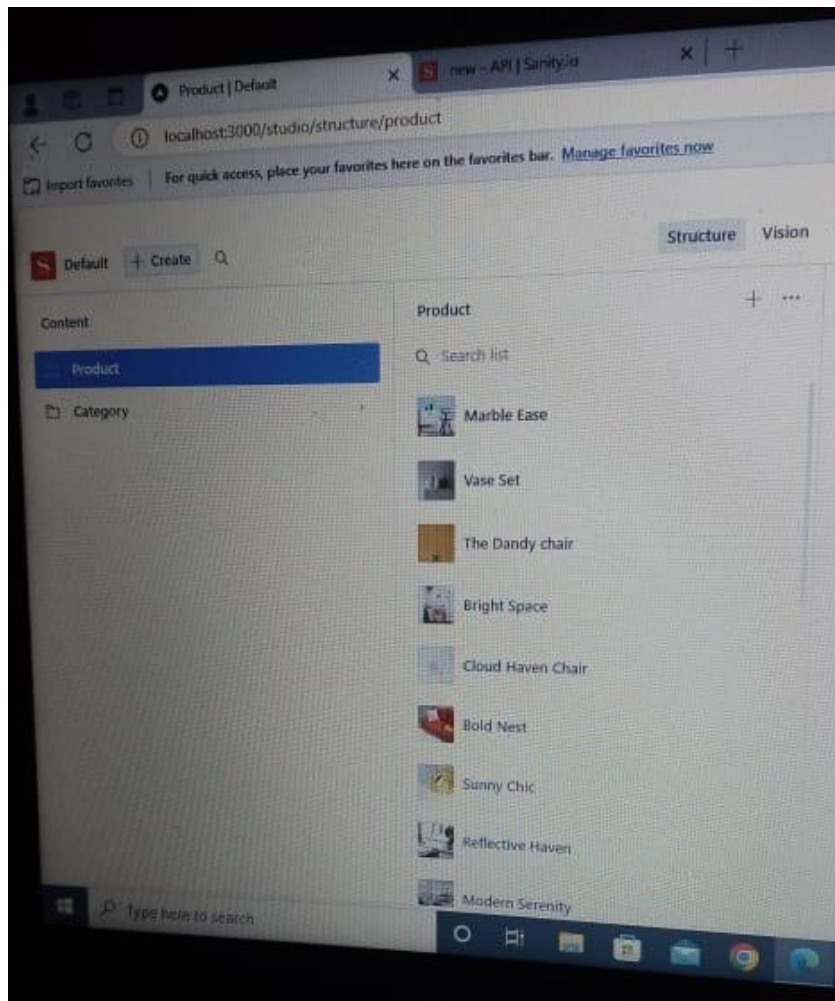 Product | Default
new – API | Sanity.io
localhost:3000/studio/structure/product
Import favorites
For quick access, place your favorites here on the favorites bar. Manage favorites now
S Default + Create
Structure Vision
Content
Product
Category
Product
Search list
Marble Ease
Vase Set
The Dandy chair
Bright Space
Cloud Haven Chair
Bold Nest
Sunny Chic
Reflective Haven
Modern Serenity
Type here to search